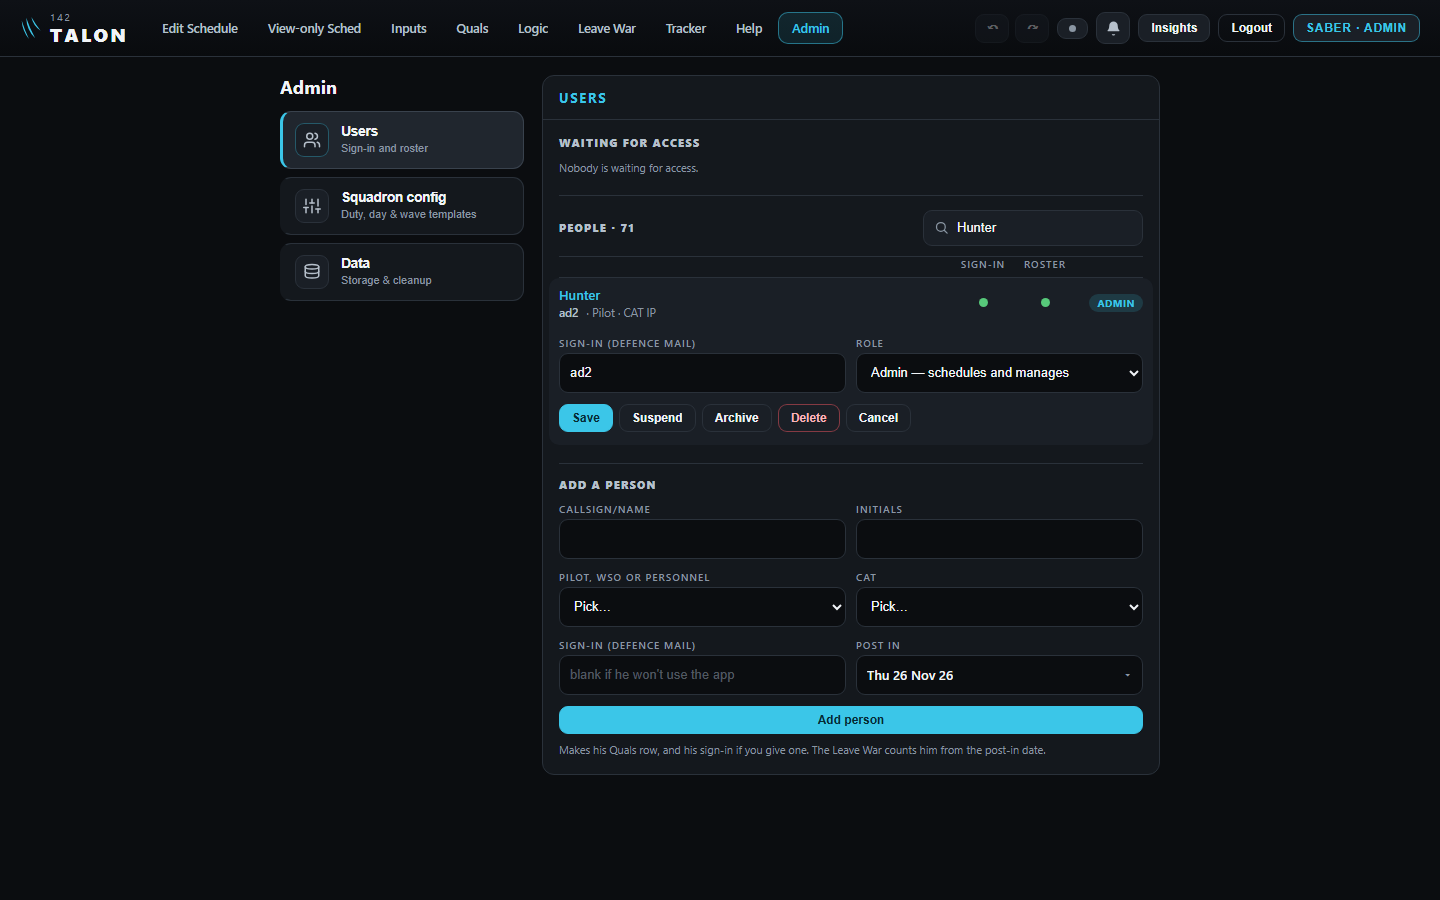 142
TALON
Edit Schedule
View-only Sched
Inputs
Quals
Logic
Leave War
Tracker
Help
Admin
Insights
Logout
SABER · ADMIN
Admin
Users
Sign-in and roster
Squadron config
Duty, day & wave templates
Data
Storage & cleanup
USERS
WAITING FOR ACCESS
Nobody is waiting for access.
PEOPLE · 71
Hunter
SIGN-IN
ROSTER
Hunter
ad2 · Pilot · CAT IP
ADMIN
SIGN-IN (DEFENCE MAIL)
ROLE
ad2
Admin — schedules and manages
Save
Suspend
Archive
Delete
Cancel
ADD A PERSON
CALLSIGN/NAME
INITIALS
PILOT, WSO OR PERSONNEL
CAT
Pick...
Pick...
SIGN-IN (DEFENCE MAIL)
POST IN
blank if he won't use the app
Thu 26 Nov 26
Add person
Makes his Quals row, and his sign-in if you give one. The Leave War counts him from the post-in date.